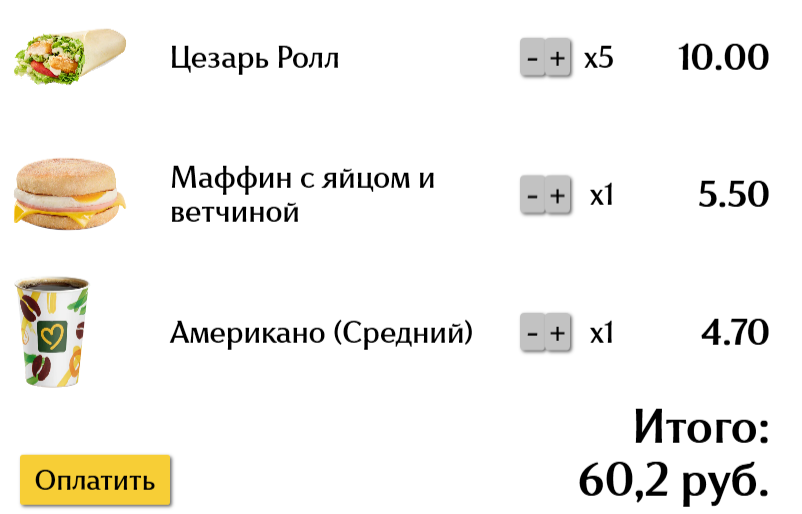 Цезарь Ролл - + x5 10.00
Маффин с яйцом и
ветчиной - + x1 5.50
Американо (Средний) - + x1 4.70
Итого:
60,2 руб.
Оплатить